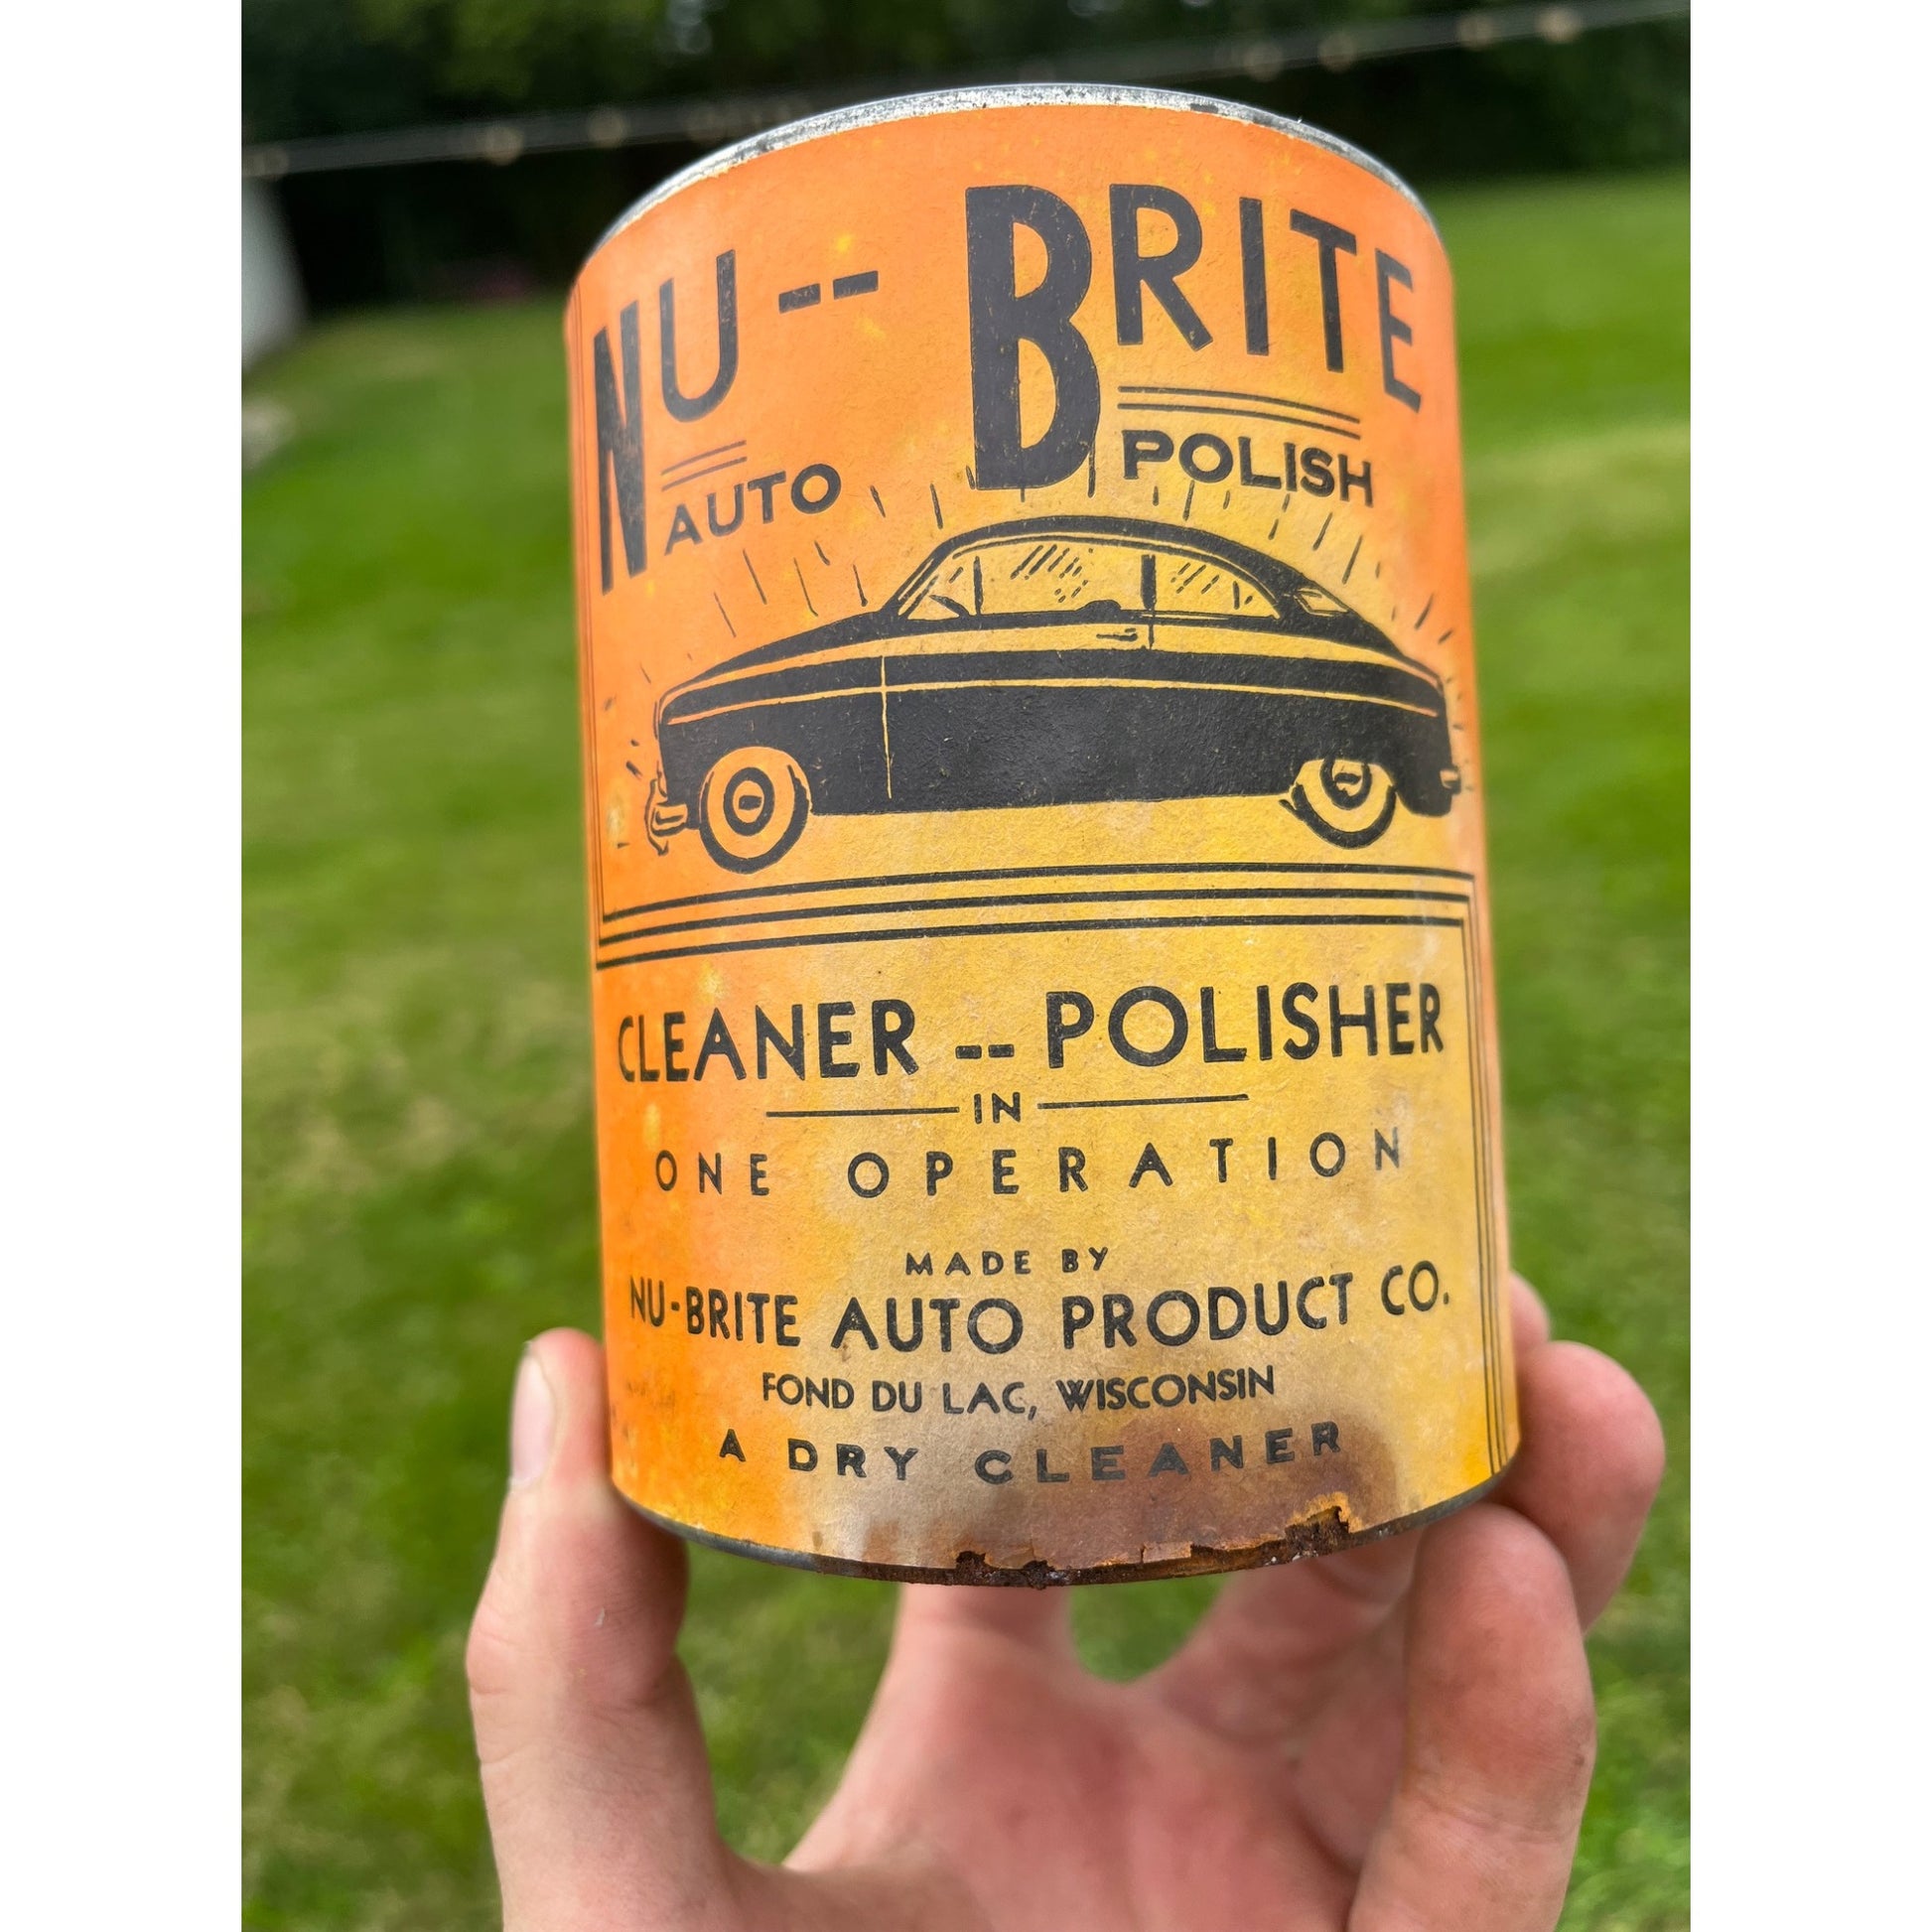 NU-- BRITE
AUTO POLISH
CLEANER -- POLISHER
IN
ONE OPERATION
MADE BY
NU-BRITE AUTO PRODUCT CO.
FOND DU LAC, WISCONSIN
A DRY CLEANER